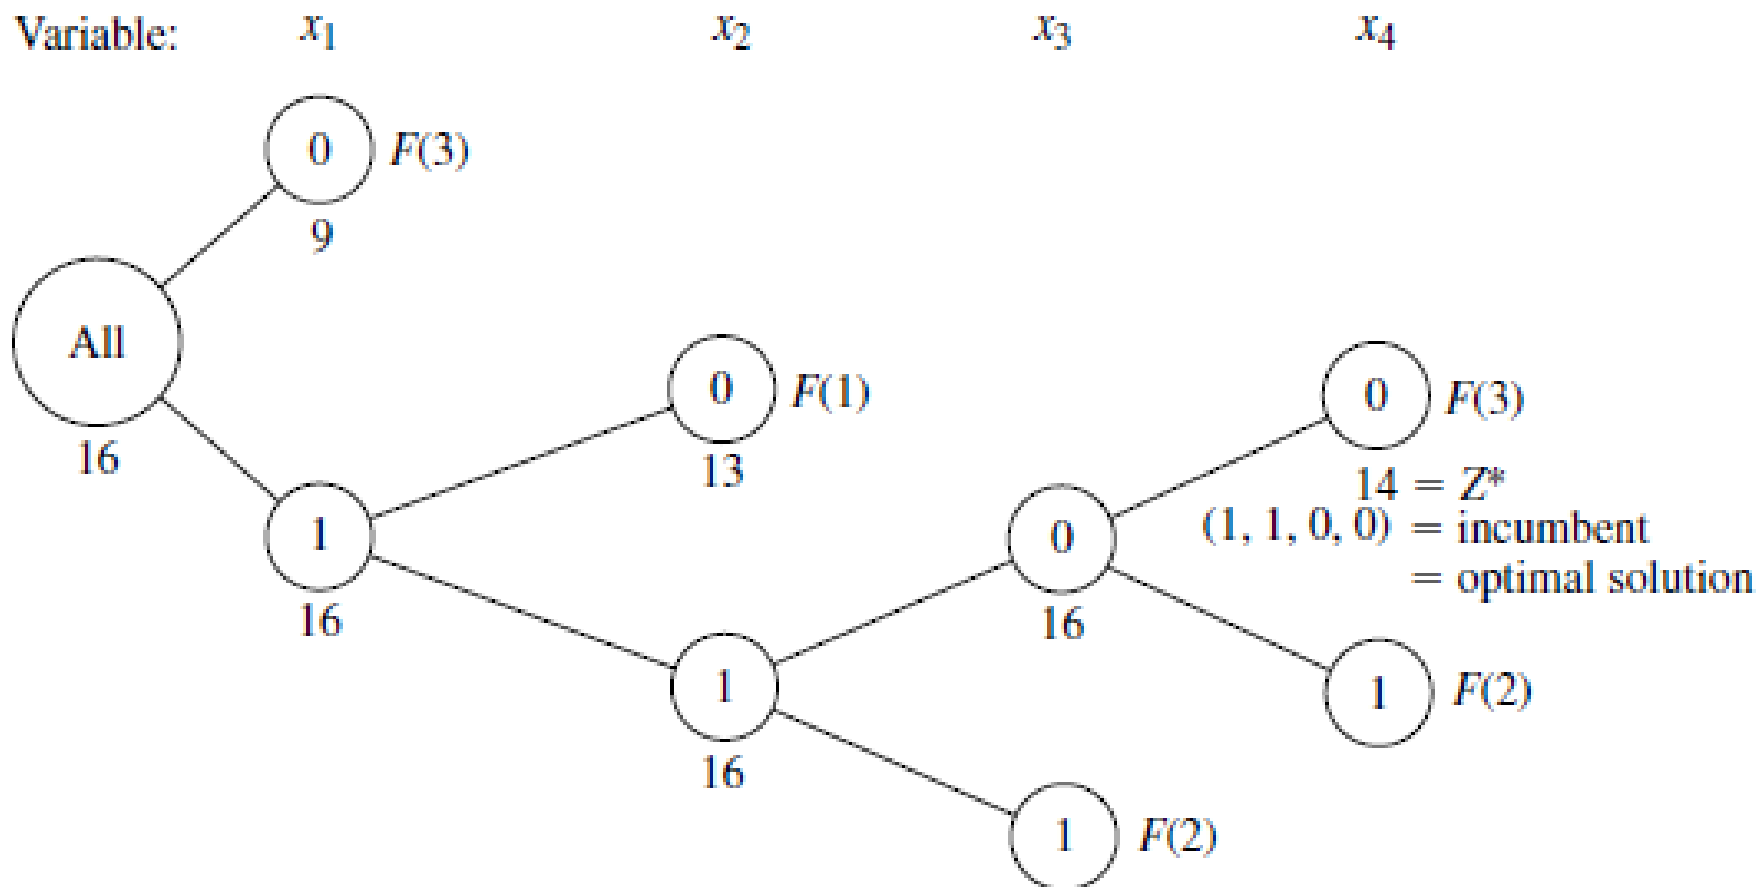 Variable: x₁ x₂ x₃ x₄
0 F(3)
9
All
16
0 F(1)
13
0 F(3)
14 = Z*
(1, 1, 0, 0) = incumbent
= optimal solution
1
16
0
16
1
16
1 F(2)
1 F(2)